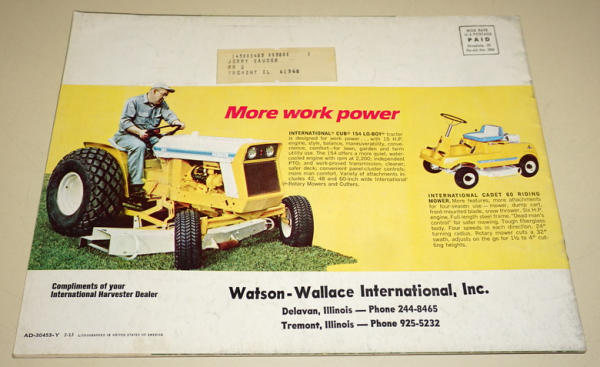 BULK RATE
U.S. POSTAGE
PAID
JERRY SAUDER
RR 2
TREMONT IL 61568
More work power
INTERNATIONAL® CUB® 154 LO-BOY® tractor
is designed for work power . . . with 15 H.P.
engine, style, balance, maneuverability, conve-
nience, comfort—for lawn, garden and farm
utility use. The 154 offers a more quiet, water-
cooled engine with rpm at 2,200; independent
PTO; and work-proved transmission; cleaner,
safer deck; convenient panel-cluster controls;
more man comfort. Variety of attachments in-
cludes 42, 48 and 60-inch wide International
Rotary Mowers and Cutters.
INTERNATIONAL CADET 60 RIDING
MOWER. More features, more attachments
for four-season use — mower, dump cart,
front mounted blade, snow thrower. Six H.P.
engine. Full-length steel frame. "Dead man's
control" for safer mowing. Tough fiberglass
body. Four speeds in each direction. 24"
turning radius. Rotary mower cuts a 32"
swath, adjusts on the go for 1½ to 4" cut-
ting heights.
Compliments of your
International Harvester Dealer
Watson-Wallace International, Inc.
Delavan, Illinois — Phone 244-8465
Tremont, Illinois — Phone 925-5232
AD-30453-Y LITHOGRAPHED IN UNITED STATES OF AMERICA